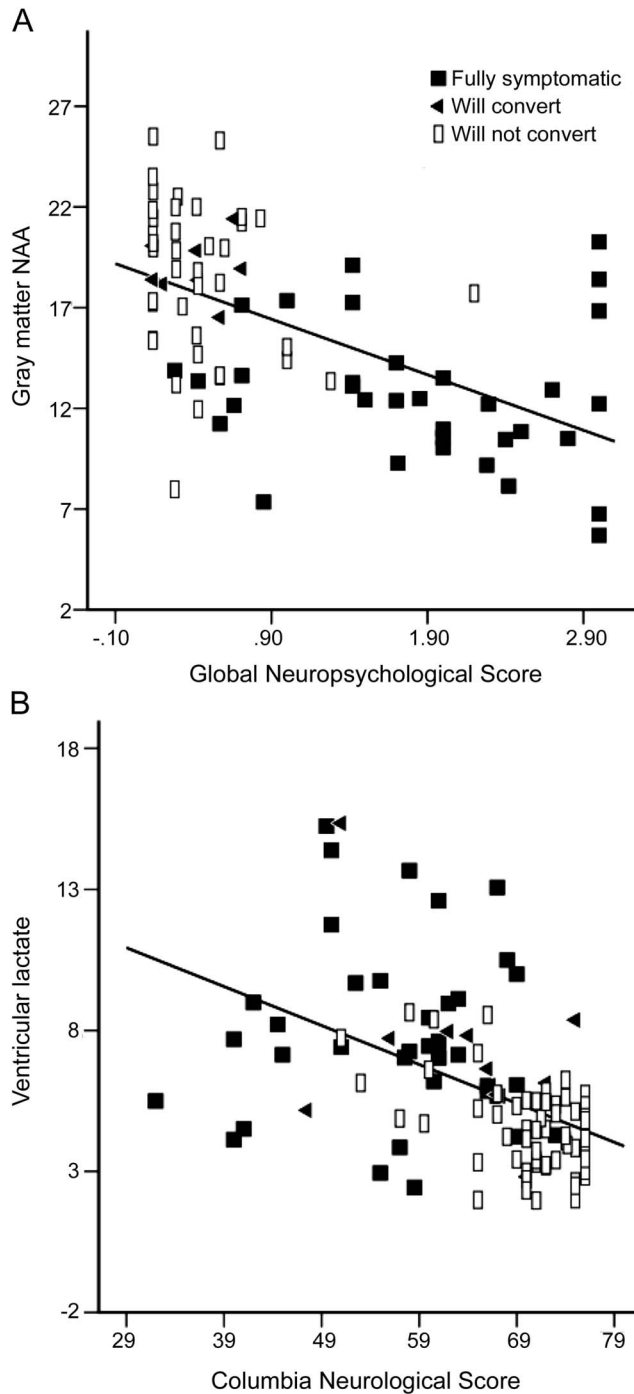 A
Fully symptomatic
Will convert
Will not convert
27
22
17
12
7
2
Gray matter NAA
-.10 .90 1.90 2.90
Global Neuropsychological Score
B
18
13
8
3
-2
Ventricular lactate
29 39 49 59 69 79
Columbia Neurological Score